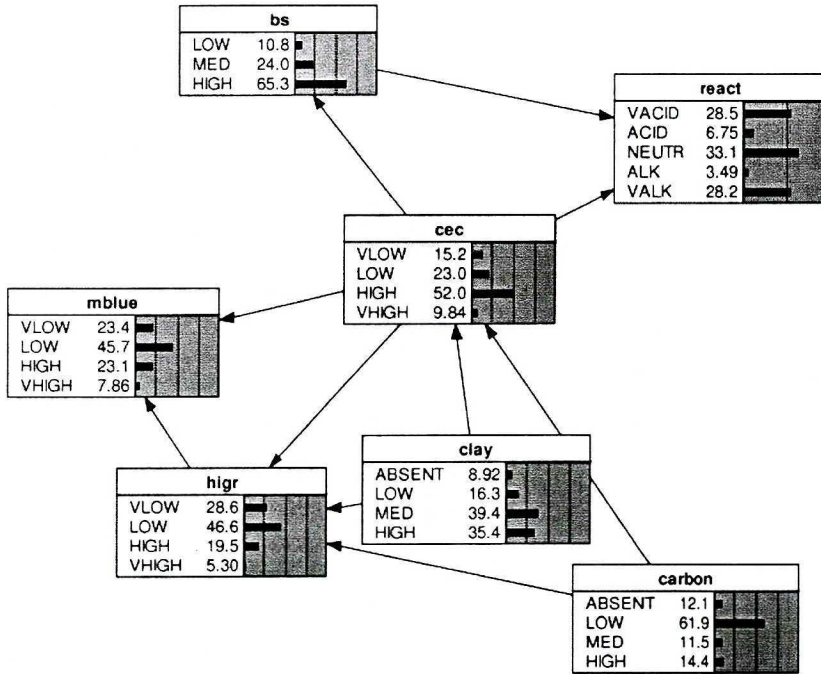 bs
LOW 10.8
MED 24.0
HIGH 65.3
react
VACID 28.5
ACID 6.75
NEUTR 33.1
ALK 3.49
VALK 28.2
cec
VLOW 15.2
LOW 23.0
HIGH 52.0
VHIGH 9.84
mblue
VLOW 23.4
LOW 45.7
HIGH 23.1
VHIGH 7.86
clay
ABSENT 8.92
LOW 16.3
MED 39.4
HIGH 35.4
higr
VLOW 28.6
LOW 46.6
HIGH 19.5
VHIGH 5.30
carbon
ABSENT 12.1
LOW 61.9
MED 11.5
HIGH 14.4